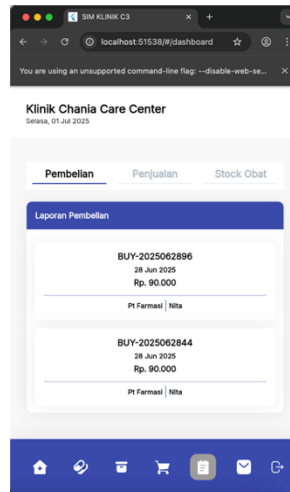 SIM KLINIK C3
localhost:51538/#/dashboard
You are using an unsupported command-line flag: --disable-web-se...
Klinik Chania Care Center
Selasa, 01 Jul 2025
Pembelian Penjualan Stock Obat
Laporan Pembelian
BUY-2025062896
28 Jun 2025
Rp. 90.000
Pt Farmasi Nita
BUY-2025062844
28 Jun 2025
Rp. 90.000
Pt Farmasi Nita